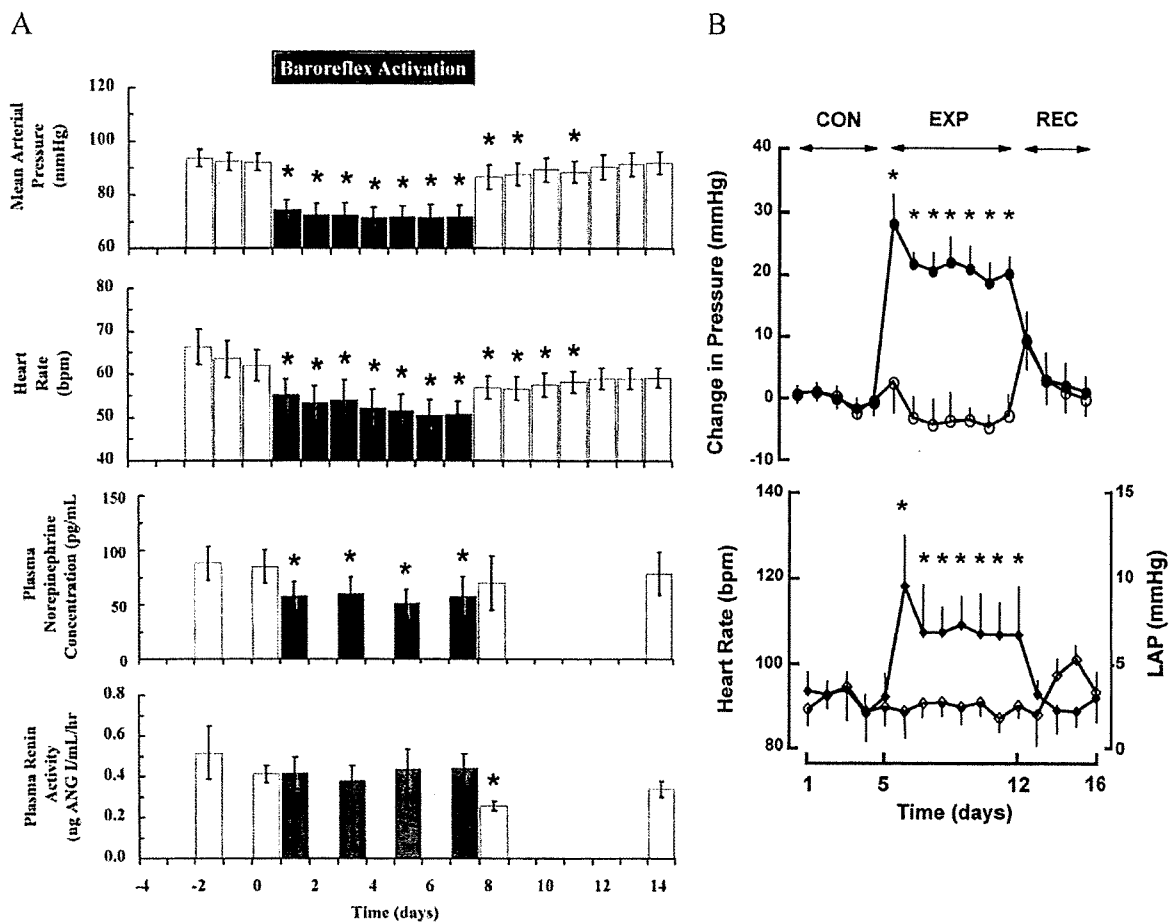 A
Baroreflex Activation
Mean Arterial
Pressure
(mmHg)
120
100
80
60
* * * * * * * * * *
Heart
Rate
(bpm)
80
70
60
50
40
* * * * * * * * * * *
Plasma
Norepinephrine
Concentration (pg/mL)
150
100
50
0
* * * *
Plasma Renin
Activity
(ng ANG I/mL/hr)
0.8
0.6
0.4
0.2
0.0
*
-4 -2 0 2 4 6 8 10 12 14
Time (days)
B
CON EXP REC
Change in Pressure (mmHg)
40
30
20
10
0
-10
* * * * * * *
Heart Rate (bpm)
140
120
100
80
* * * * * * *
15
10
5
0
LAP (mmHg)
1 5 12 16
Time (days)